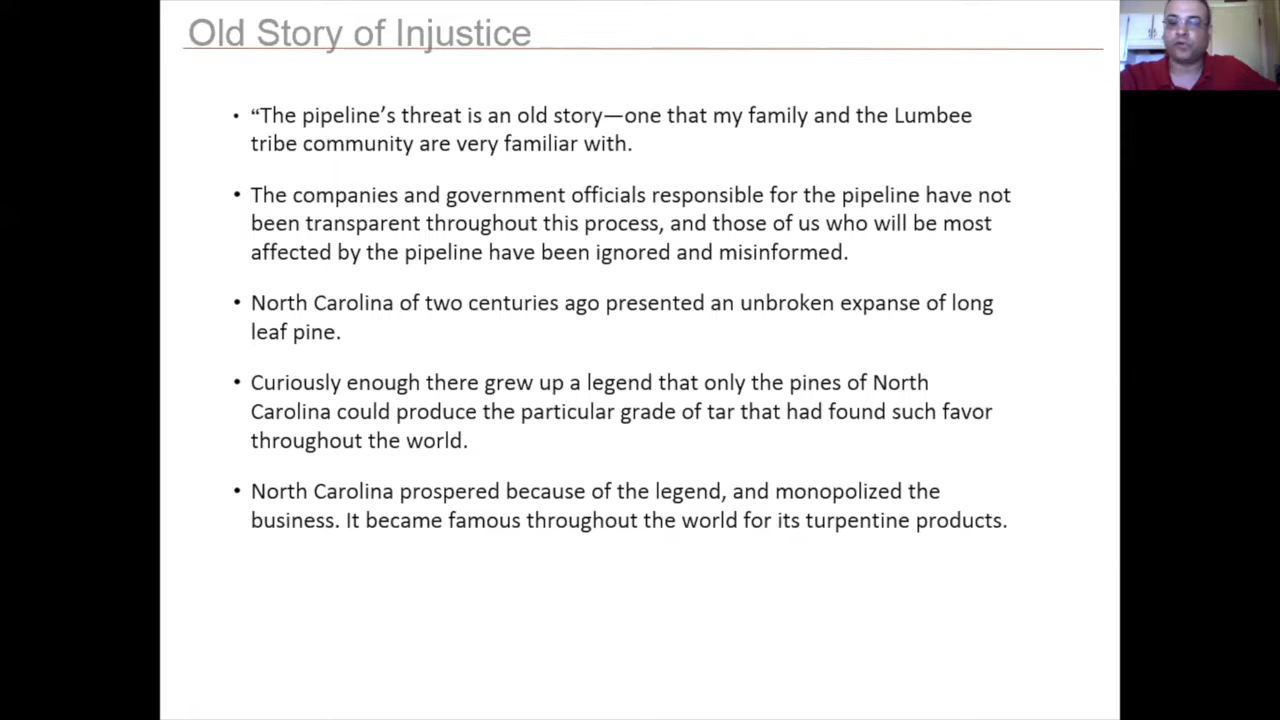 Old Story of Injustice
• “The pipeline’s threat is an old story—one that my family and the Lumbee
tribe community are very familiar with.
• The companies and government officials responsible for the pipeline have not
been transparent throughout this process, and those of us who will be most
affected by the pipeline have been ignored and misinformed.
• North Carolina of two centuries ago presented an unbroken expanse of long
leaf pine.
• Curiously enough there grew up a legend that only the pines of North
Carolina could produce the particular grade of tar that had found such favor
throughout the world.
• North Carolina prospered because of the legend, and monopolized the
business. It became famous throughout the world for its turpentine products.